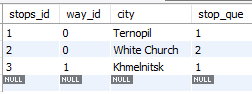 stops_id way_id city stop_que
1 0 Ternopil 1
2 0 White Church 2
3 1 Khmelnitsk 1
NULL NULL NULL NULL